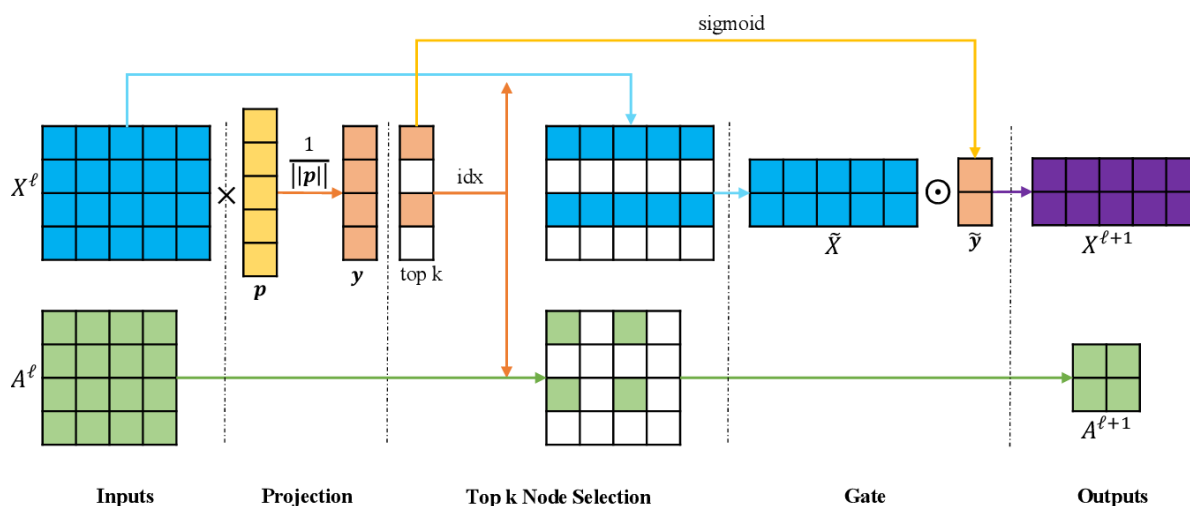 sigmoid
X^ℓ
×
1
||p||
idx
p
y
top k
⊙
X̃
ỹ
X^{ℓ+1}
A^ℓ
A^{ℓ+1}
Inputs
Projection
Top k Node Selection
Gate
Outputs